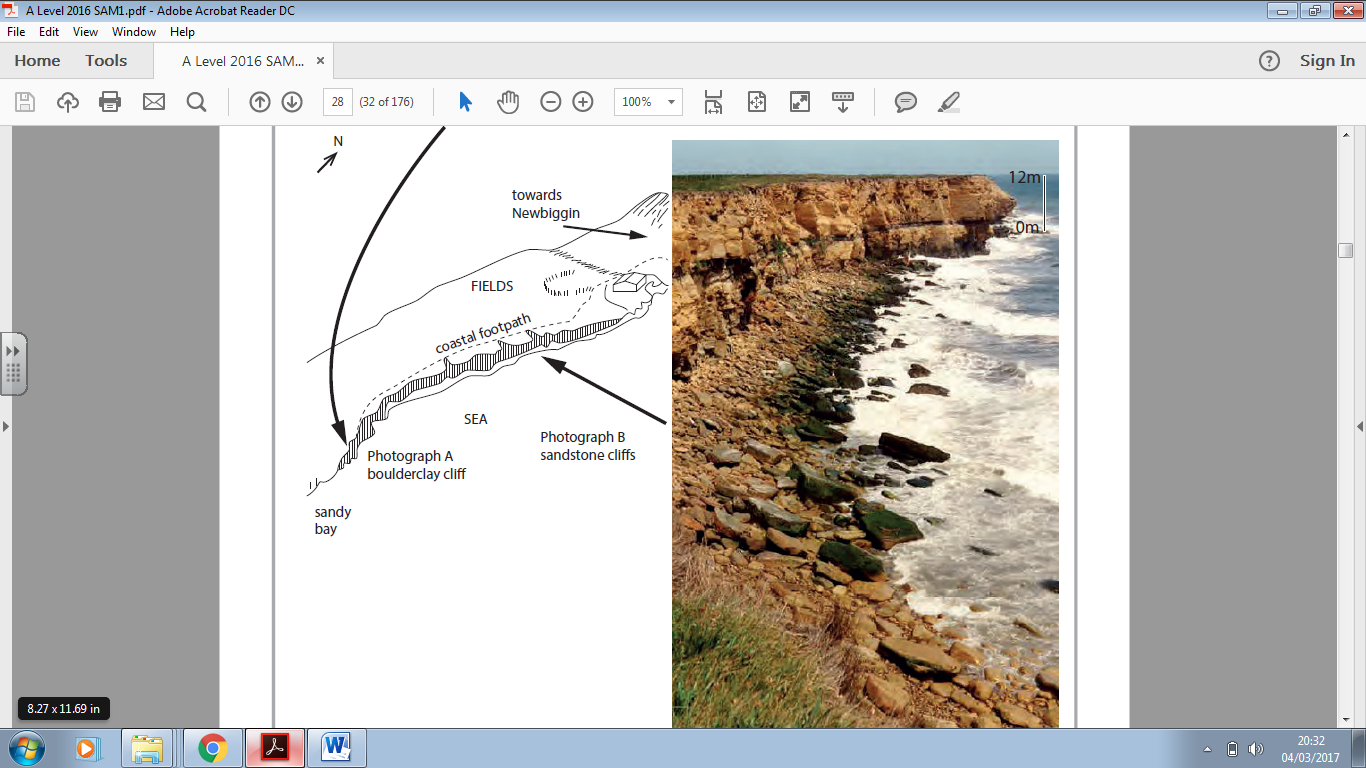 A Level 2016 SAM1.pdf - Adobe Acrobat Reader DC
File Edit View Window Help
Home Tools A Level 2016 SAM... × ? Sign In
28 (32 of 176) 100%
N
towards
Newbiggin
12m
0m
FIELDS
coastal footpath
SEA
Photograph B
sandstone cliffs
Photograph A
boulderclay cliff
sandy
bay
8.27 x 11.69 in
W
20:32
04/03/2017